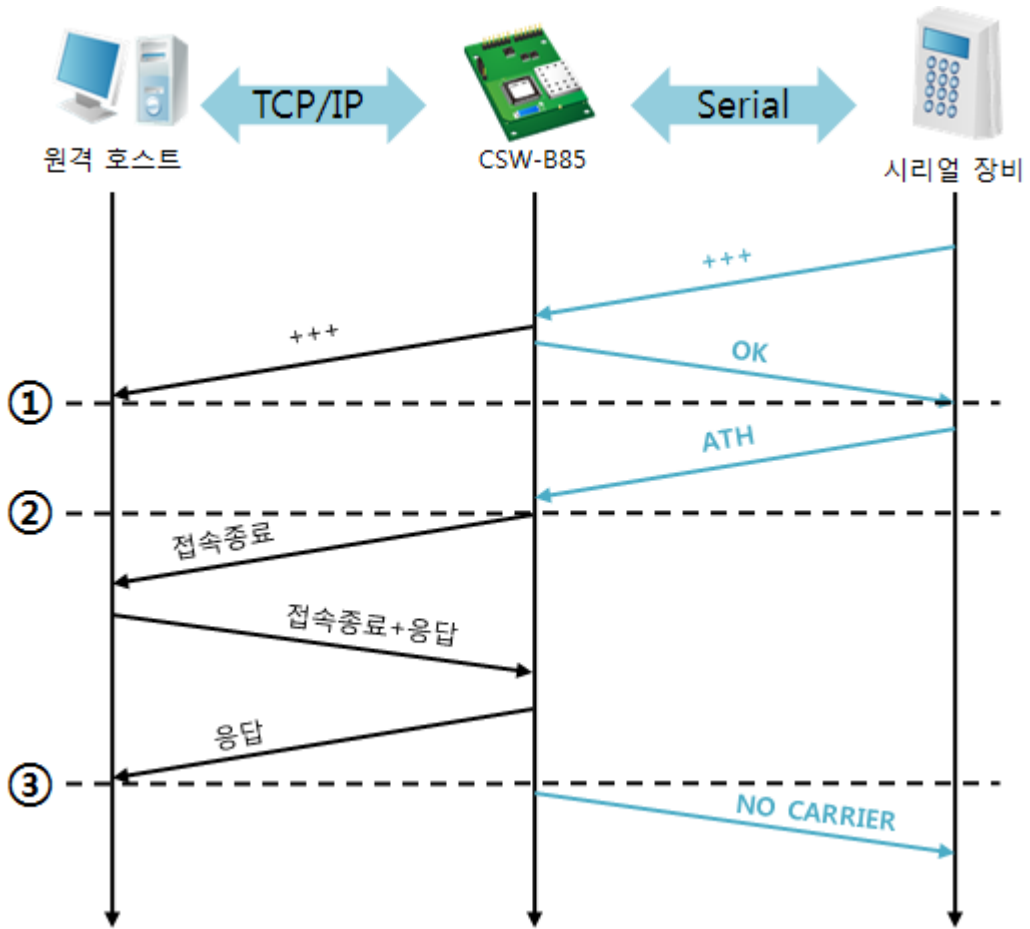 TCP/IP
Serial
원격 호스트
CSW-B85
시리얼 장비
+++
+++
OK
①
ATH
②
접속종료
접속종료+응답
응답
③
NO CARRIER